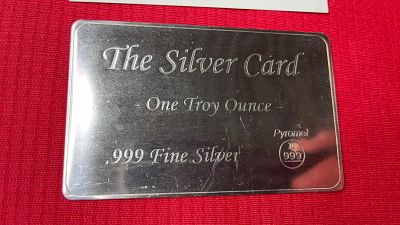 The Silver Card
- One Troy Ounce -
.999 Fine Silver
Pyromet
999